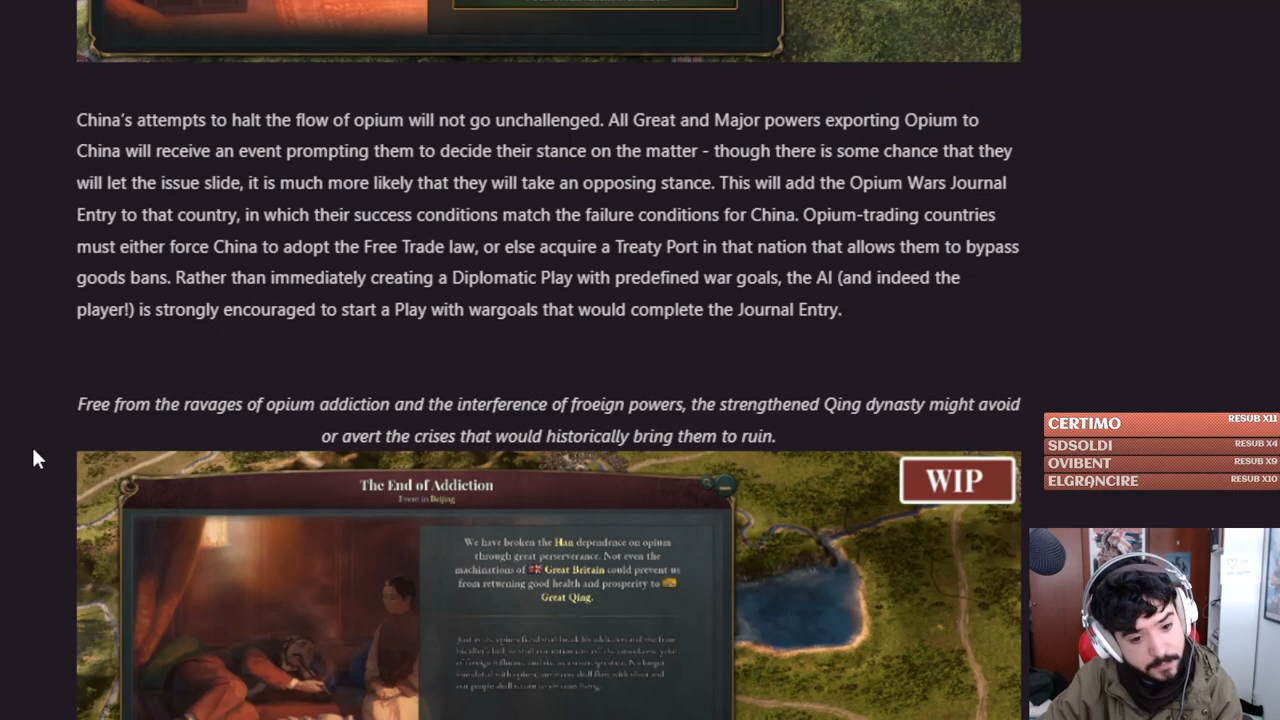 China's attempts to halt the flow of opium will not go unchallenged. All Great and Major powers exporting Opium to
China will receive an event prompting them to decide their stance on the matter - though there is some chance that they
will let the issue slide, it is much more likely that they will take an opposing stance. This will add the Opium Wars Journal
Entry to that country, in which their success conditions match the failure conditions for China. Opium-trading countries
must either force China to adopt the Free Trade law, or else acquire a Treaty Port in that nation that allows them to bypass
goods bans. Rather than immediately creating a Diplomatic Play with predefined war goals, the AI (and indeed the
player!) is strongly encouraged to start a Play with wargoals that would complete the Journal Entry.
Free from the ravages of opium addiction and the interference of froeign powers, the strengthened Qing dynasty might avoid
or avert the crises that would historically bring them to ruin.
WIP
The End of Addiction
Event in Beijing
We have broken the Han dependence on opium
through great perserverance. Not even the
machinations of Great Britain could prevent us
from returning good health and prosperity to
Great Qing.
CERTIMO RESUB X11
SDSOLDI RESUB X4
OVIBENT RESUB X9
ELGRANCIRE RESUB X10